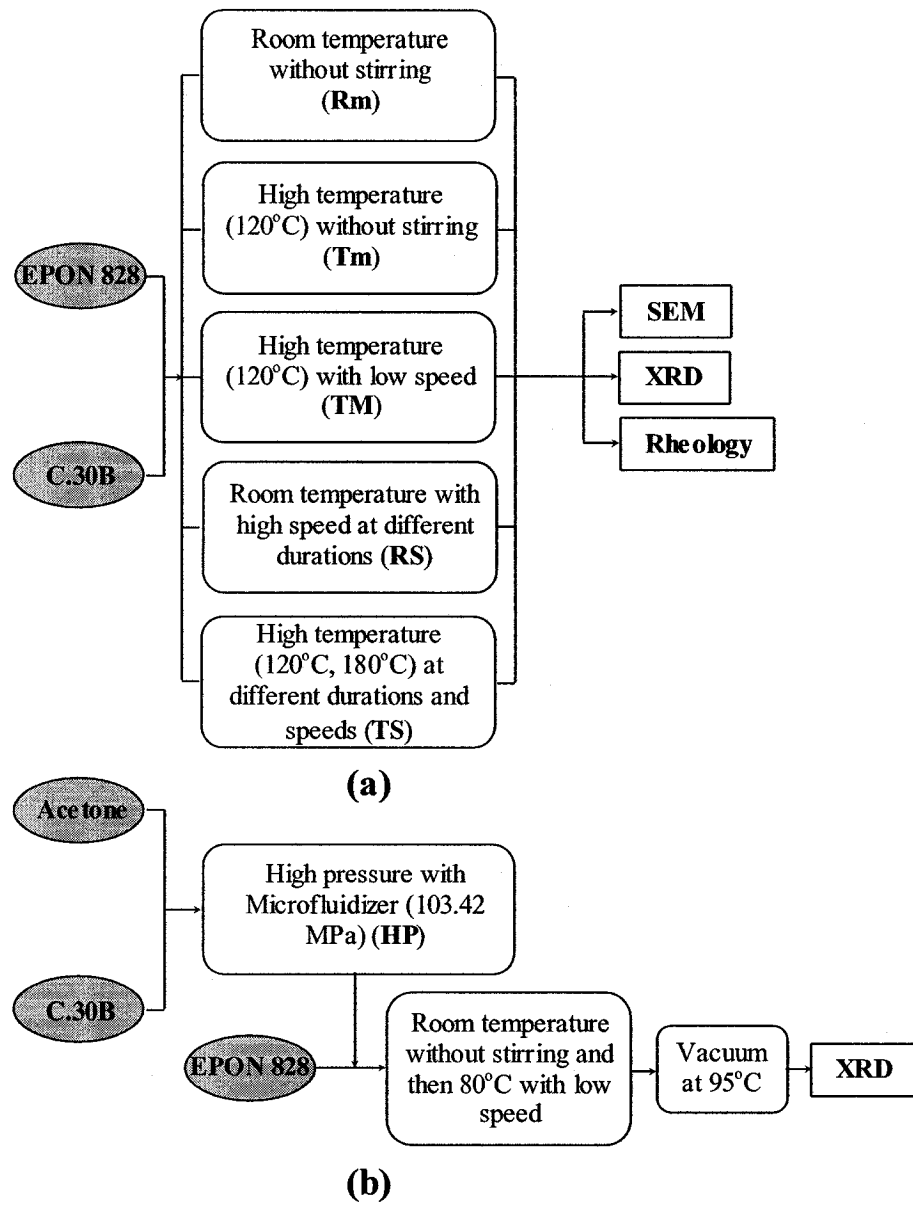 Room temperature
without stirring
(Rm)
High temperature
(120°C) without stirring
(Tm)
EPON 828
High temperature
(120°C) with low speed
(TM)
SEM
XRD
Rheology
C.30B
Room temperature with
high speed at different
durations (RS)
High temperature
(120°C, 180°C) at
different durations and
speeds (TS)
(a)
Acetone
High pressure with
Microfluidizer (103.42
MPa) (HP)
C.30B
EPON 828
Room temperature
without stirring and
then 80°C with low
speed
Vacuum
at 95°C
XRD
(b)